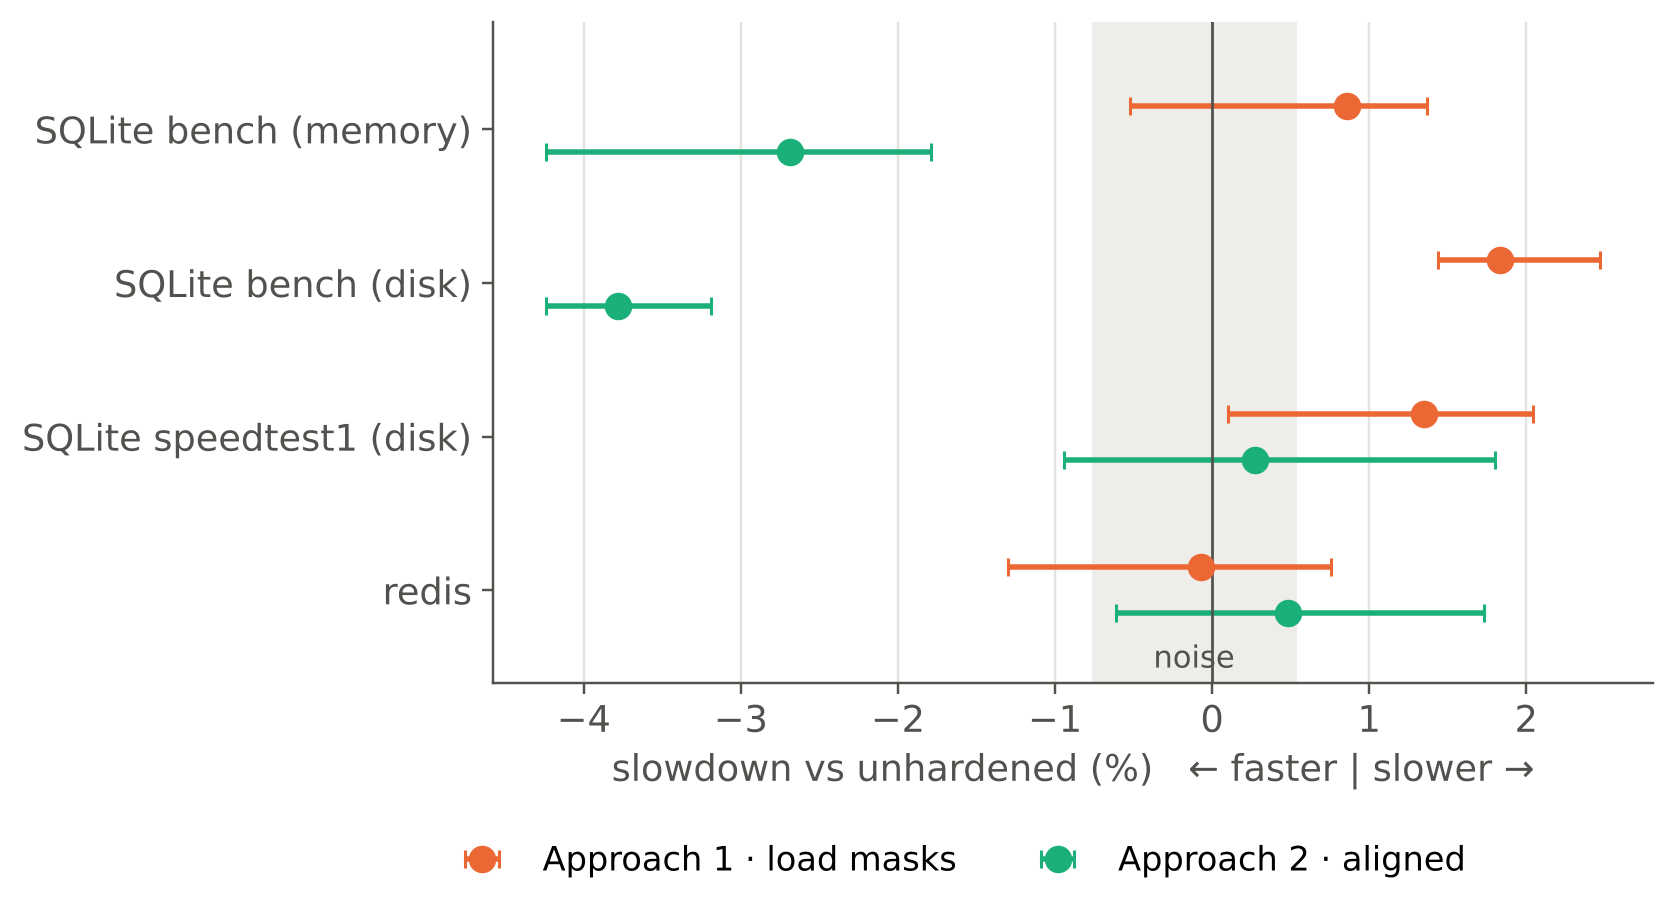 SQLite bench (memory)
SQLite bench (disk)
SQLite speedtest1 (disk)
redis
noise
−4 −3 −2 −1 0 1 2
slowdown vs unhardened (%) ← faster | slower →
Approach 1 · load masks Approach 2 · aligned